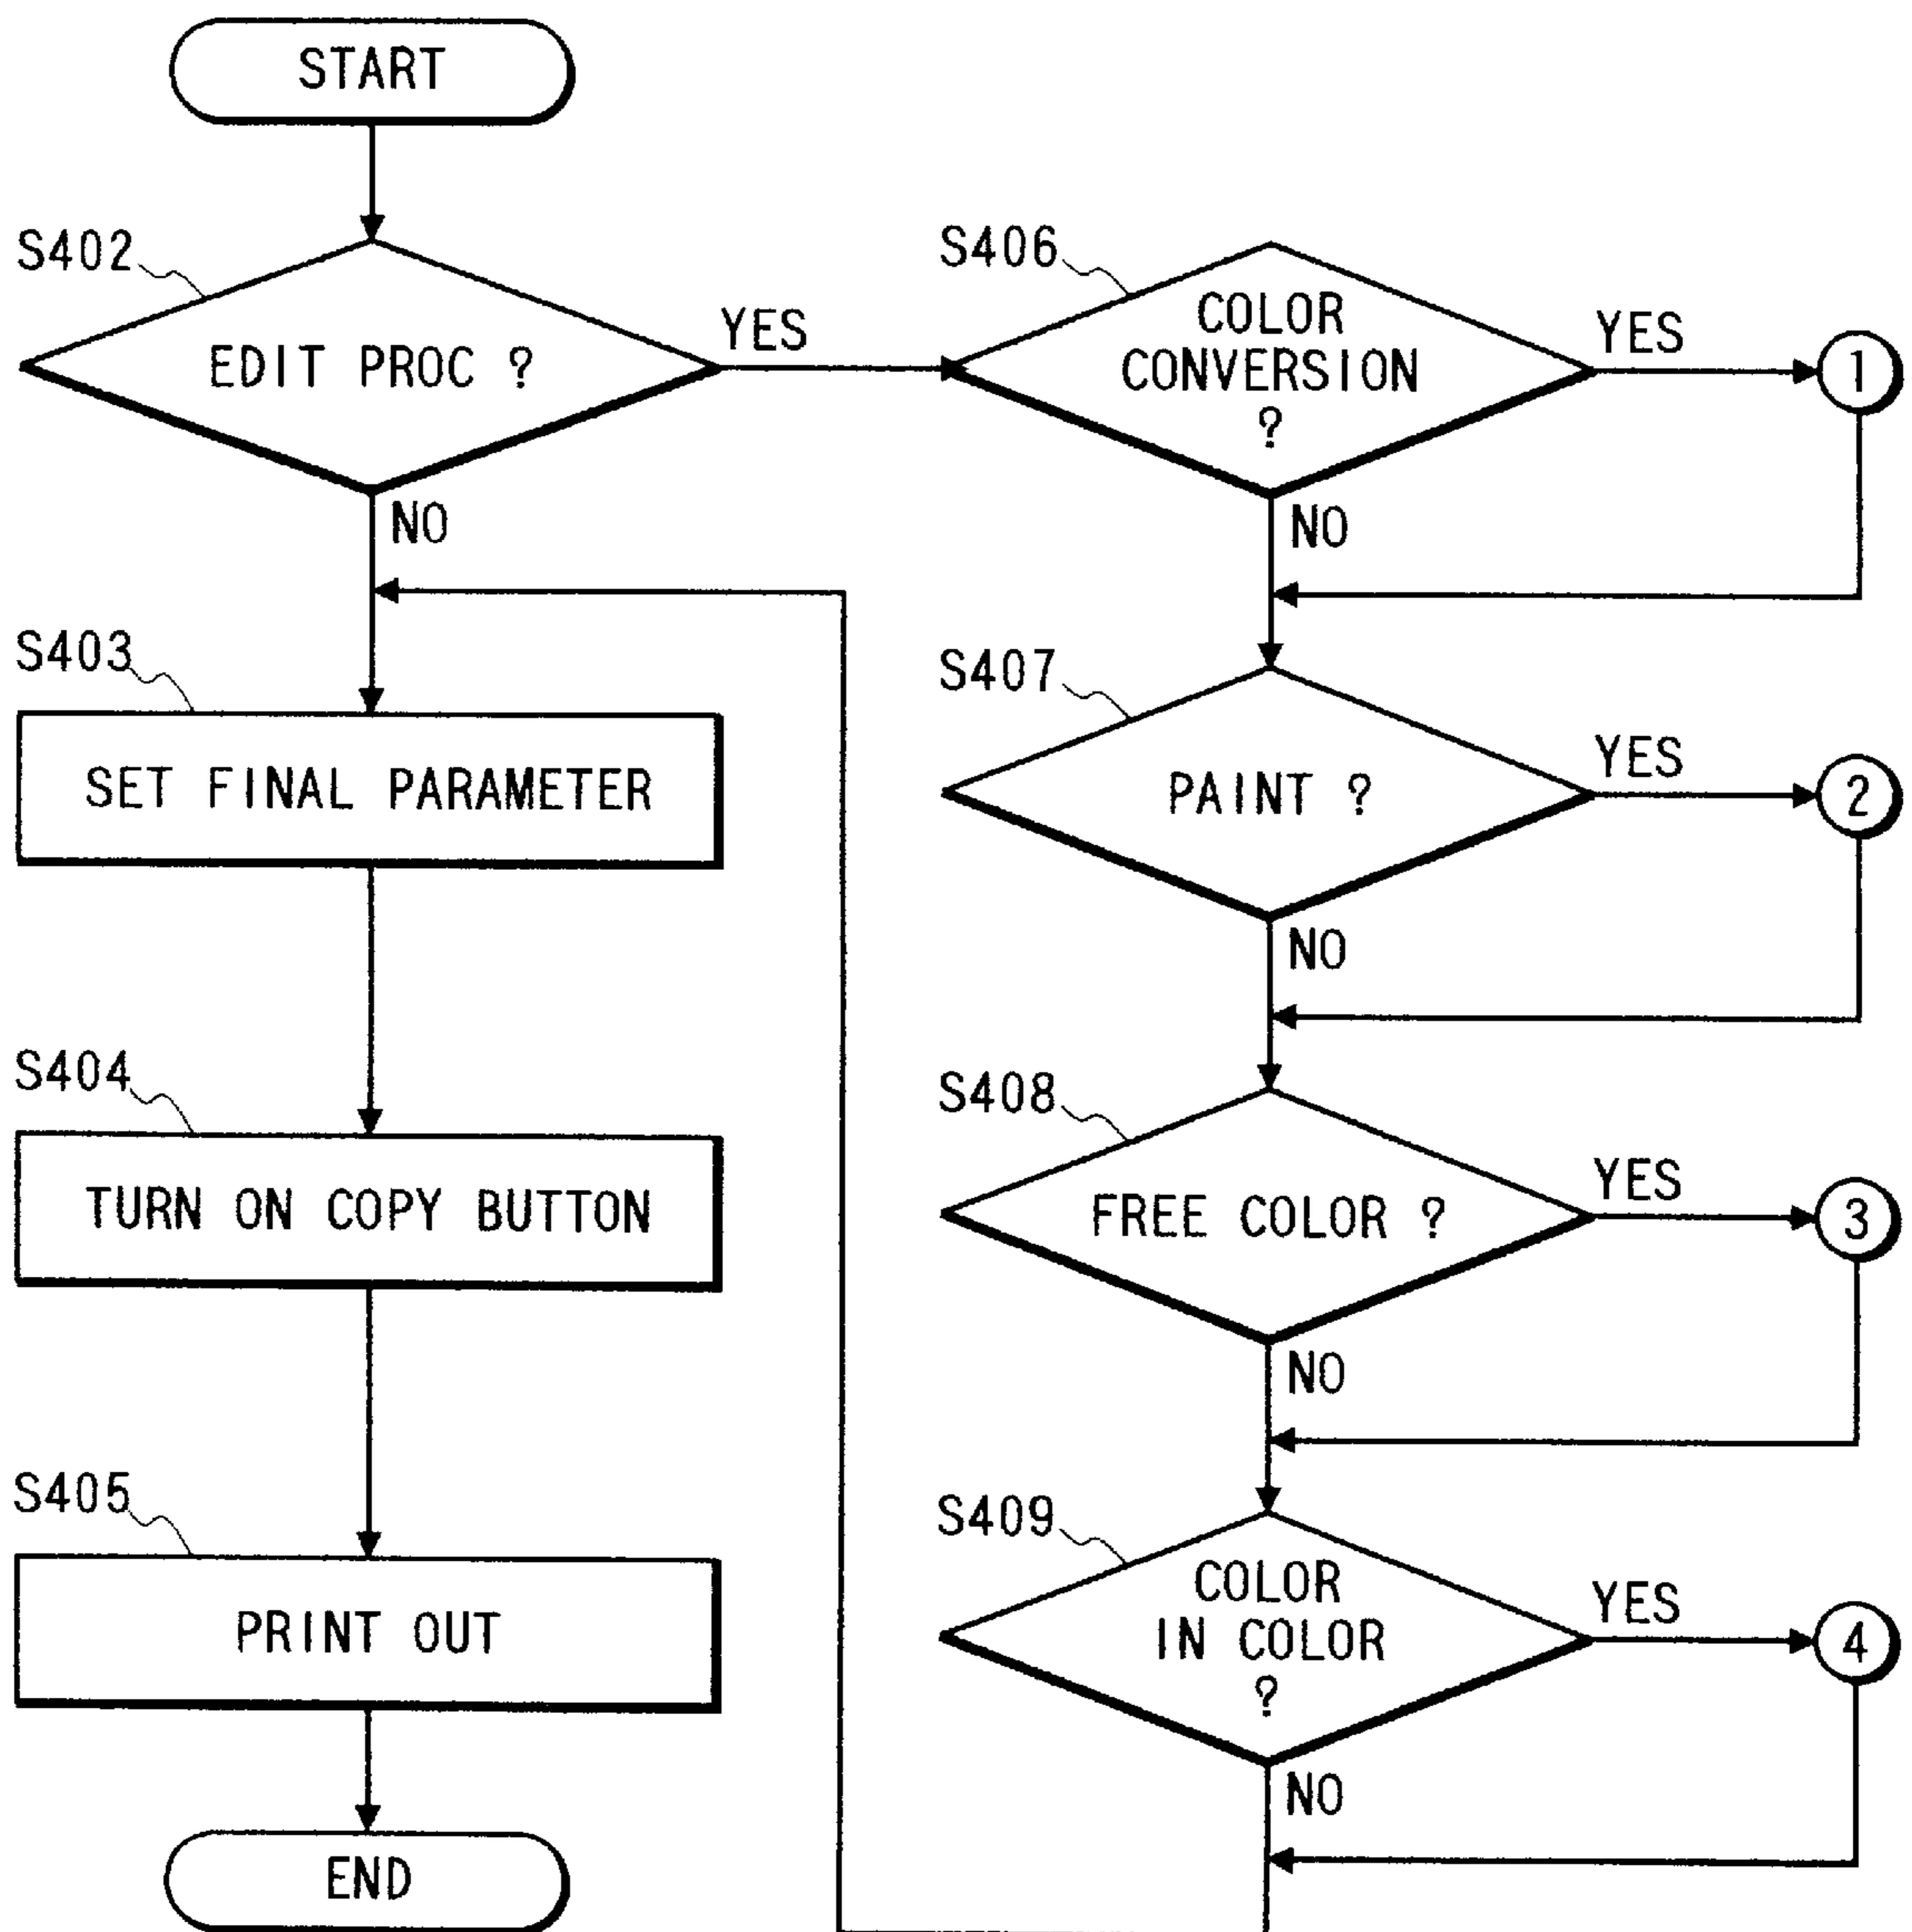 START
S402
EDIT PROC ?
YES
NO
S403
SET FINAL PARAMETER
S404
TURN ON COPY BUTTON
S405
PRINT OUT
END
S406
COLOR
CONVERSION
?
YES
1
NO
S407
PAINT ?
YES
2
NO
S408
FREE COLOR ?
YES
3
NO
S409
COLOR
IN COLOR
?
YES
4
NO